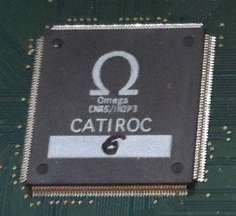 Ω
Omega
CNRS/IN2P3
CATIROC
6